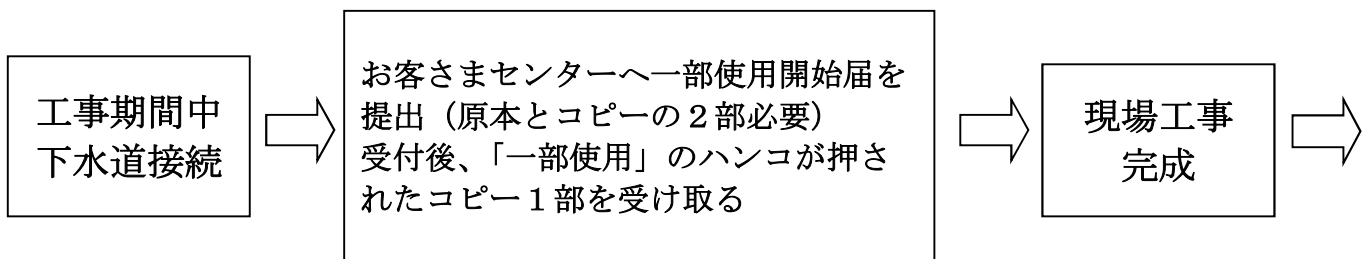 工事期間中
下水道接続
お客さまセンターへ一部使用開始届を
提出（原本とコピーの２部必要）
受付後、「一部使用」のハンコが押さ
れたコピー１部を受け取る
現場工事
完成